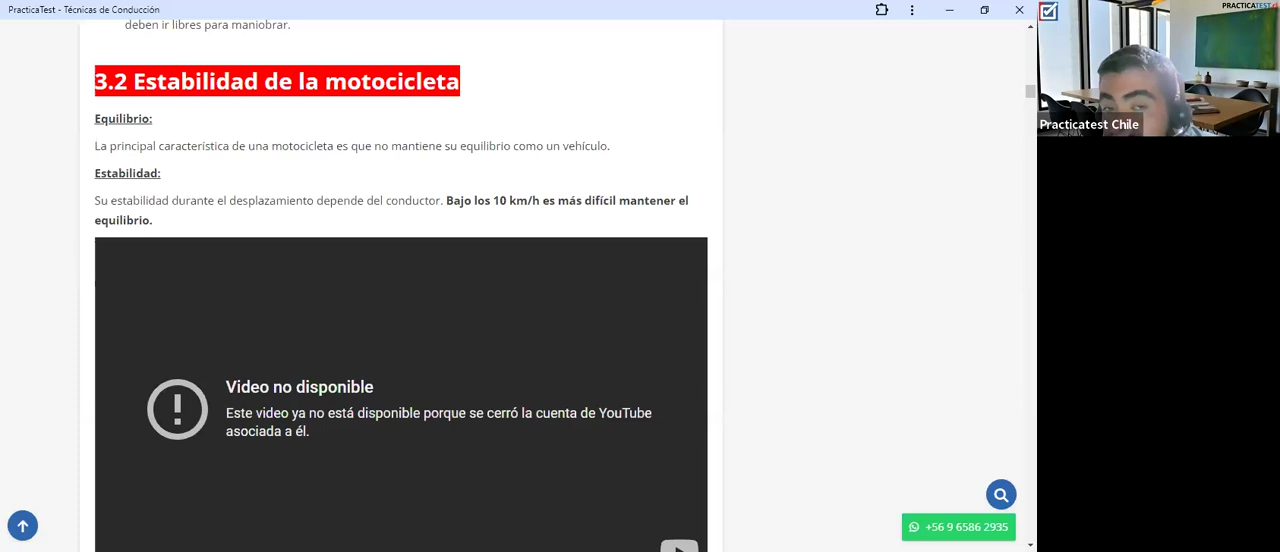 PracticaTest - Técnicas de Conducción
deben ir libres para maniobrar.
3.2 Estabilidad de la motocicleta
Equilibrio:
La principal característica de una motocicleta es que no mantiene su equilibrio como un vehículo.
Estabilidad:
Su estabilidad durante el desplazamiento depende del conductor. Bajo los 10 km/h es más difícil mantener el
equilibrio.
Video no disponible
Este video ya no está disponible porque se cerró la cuenta de YouTube
asociada a él.
+56 9 6586 2935
PRACTICATEST.cl
Practicatest Chile